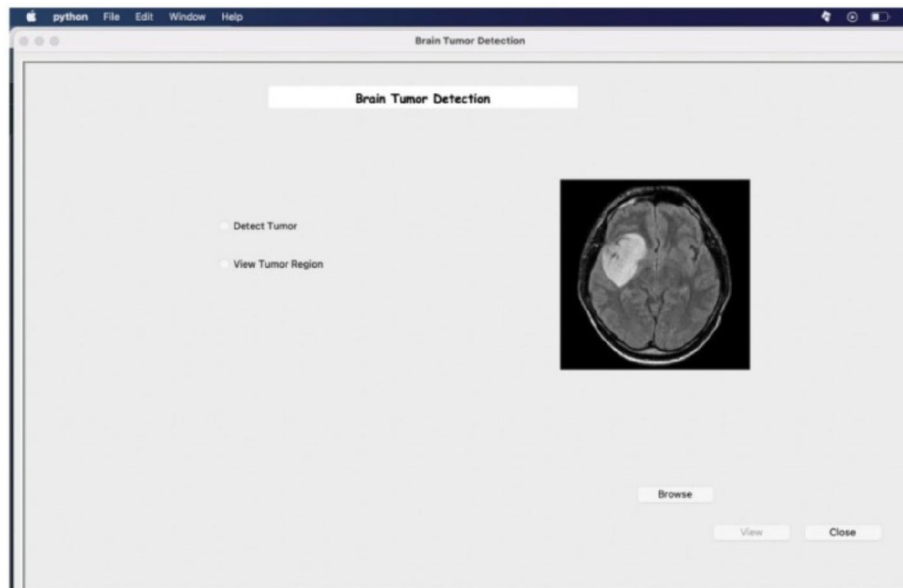 python File Edit Window Help
Brain Tumor Detection
Brain Tumor Detection
Detect Tumor
View Tumor Region
Browse
View Close